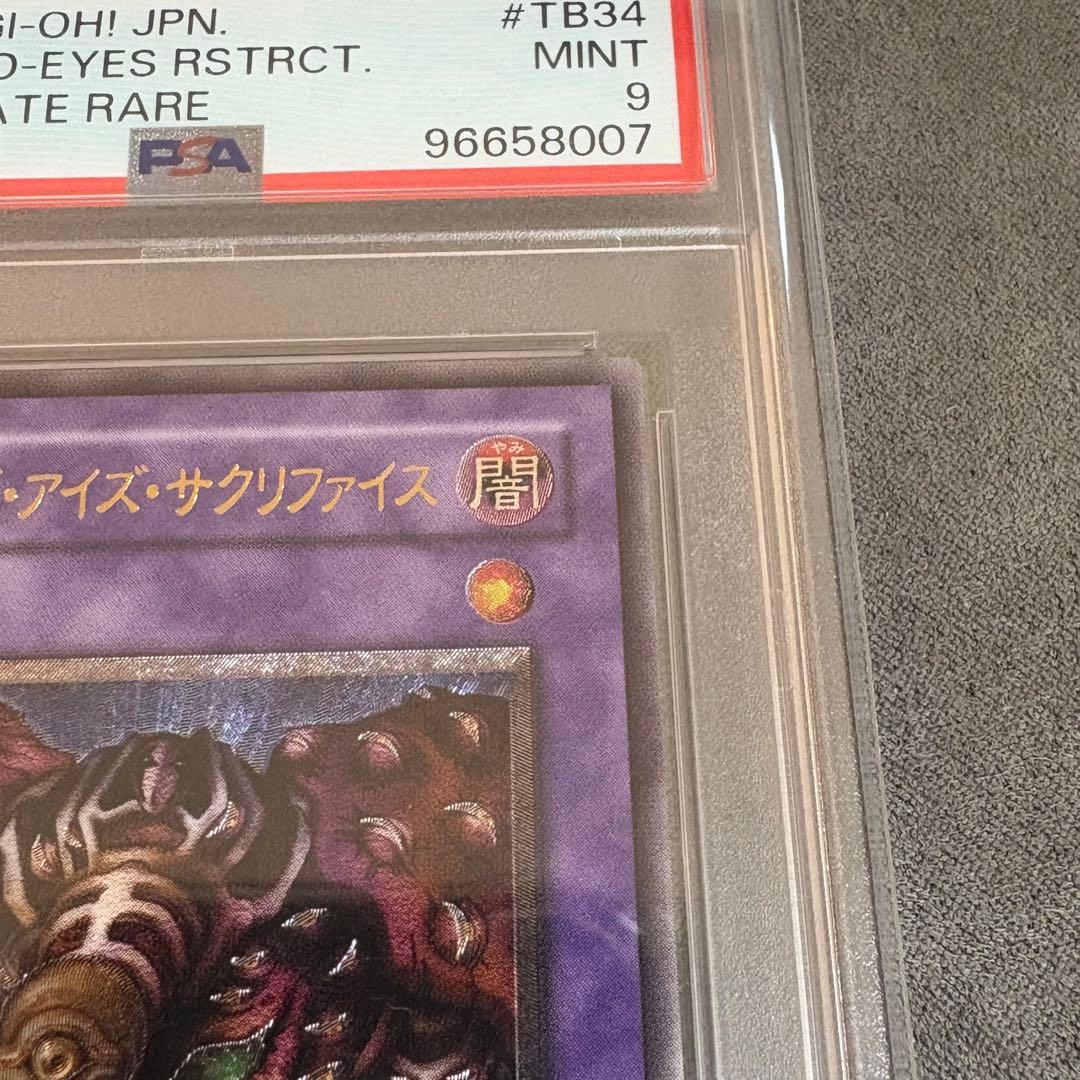 GI-OH! JPN. #TB34
D-EYES RSTRCT. MINT
ATE RARE 9
PSA 96658007
・アイズ・サクリファイス
やみ
闇